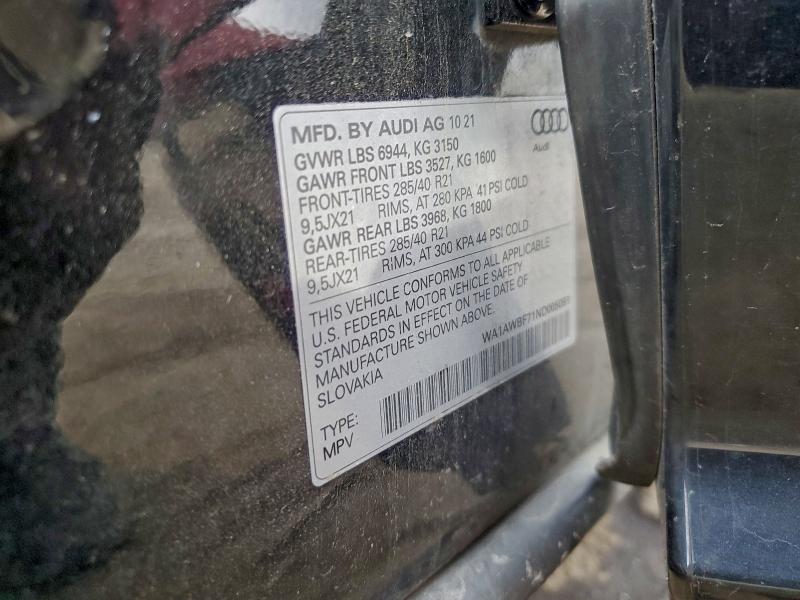 MFD. BY AUDI AG 10 21
Audi
GVWR LBS 6944, KG 3150
GAWR FRONT LBS 3527, KG 1600
FRONT-TIRES 285/40 R21
9,5JX21 RIMS, AT 280 KPA 41 PSI COLD
GAWR REAR LBS 3968, KG 1800
REAR-TIRES 285/40 R21
9,5JX21 RIMS, AT 300 KPA 44 PSI COLD
THIS VEHICLE CONFORMS TO ALL APPLICABLE
U.S. FEDERAL MOTOR VEHICLE SAFETY
STANDARDS IN EFFECT ON THE DATE OF
MANUFACTURE SHOWN ABOVE.
SLOVAKIA
TYPE:
MPV